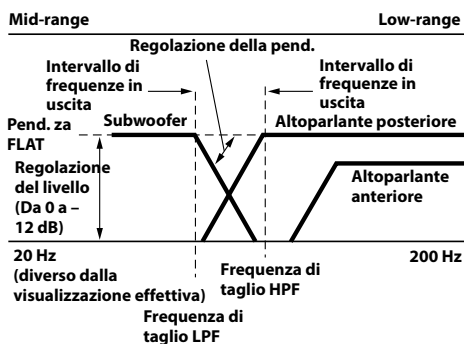 Mid-range
Low-range
Regolazione della pend.
Intervallo di
frequenze in
uscita
Intervallo di
frequenze in
uscita
Pend. za
FLAT
Subwoofer
Altoparlante posteriore
Regolazione
del livello
(Da 0 a –
12 dB)
Altoparlante
anteriore
20 Hz
(diverso dalla
visualizzazione effettiva)
200 Hz
Frequenza di
taglio HPF
Frequenza di
taglio LPF